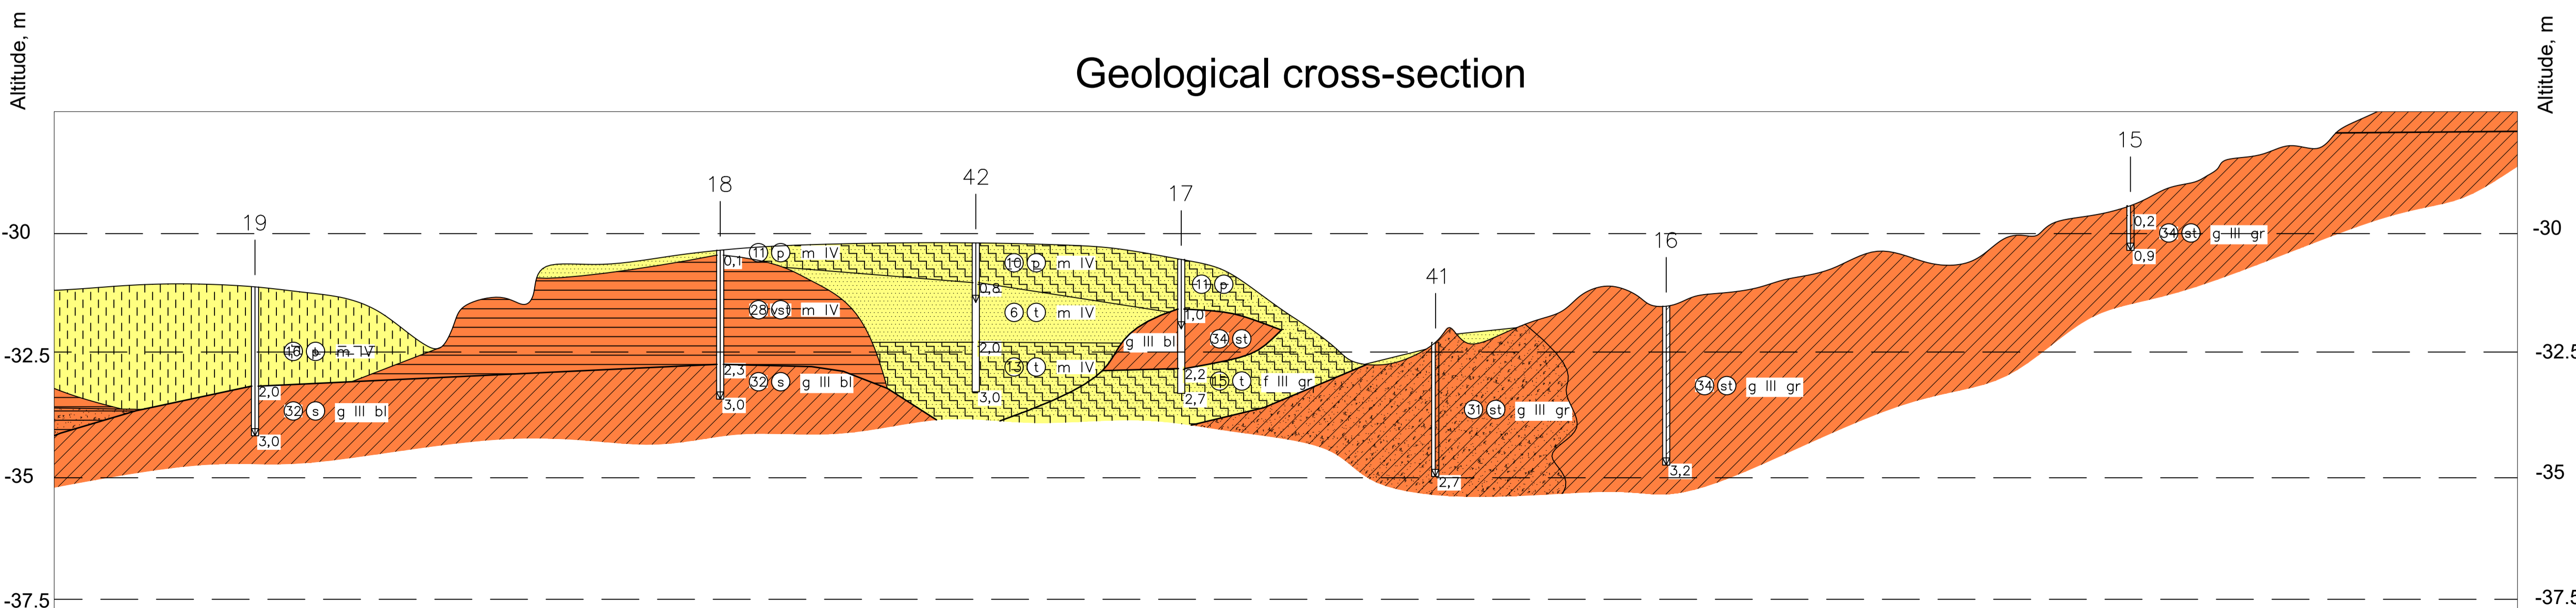 Altitude, m
Altitude, m
Geological cross-section
15
18
42
17
19
16
41
-30
-30
0,2
34 st g III gr
0,9
0,1
11 p m IV
10 p m IV
11 p
0,8
28 vst m IV
6 t m IV
1,0
g III bl
34 st
2,0
-32.5
-32.5
16 p m IV
13 t m IV
2,3
32 s g III bl
2,2
15 t f III gr
34 st g III gr
2,0
3,0
3,0
2,7
32 s g III bl
31 st g III gr
3,0
3,2
2,7
-35
-35
-37.5
-37.5